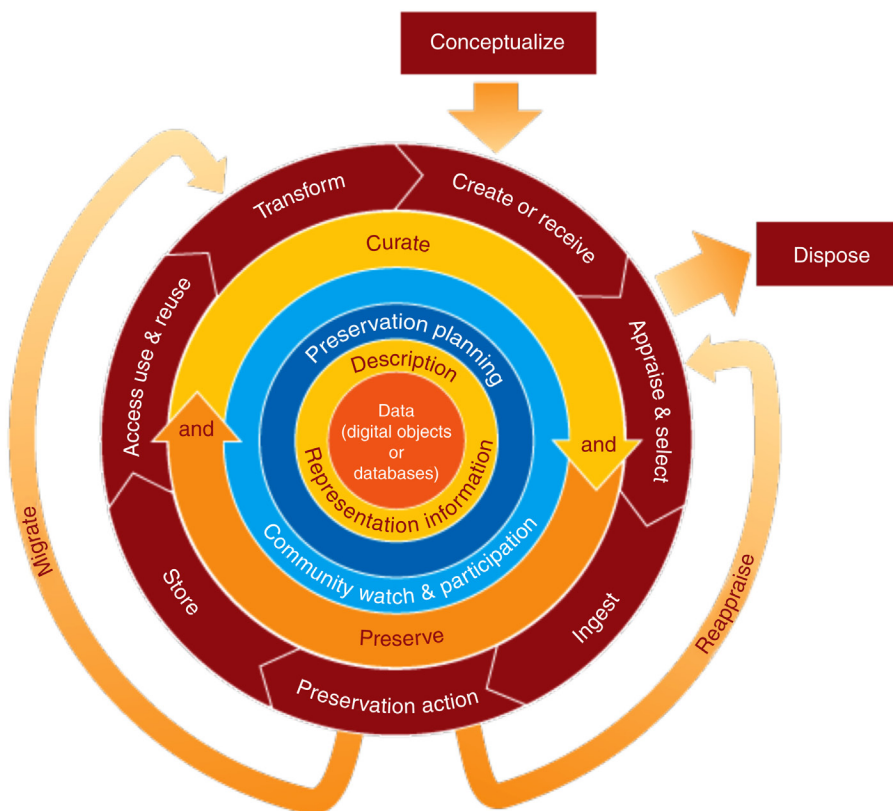 Conceptualize
Transform
Create or receive
Curate
Dispose
Access use & reuse
Preservation planning
Appraise & select
Description
Data
(digital objects
or
databases)
and
and
Representation information
Community watch & participation
Migrate
Store
Preserve
Ingest
Reappraise
Preservation action